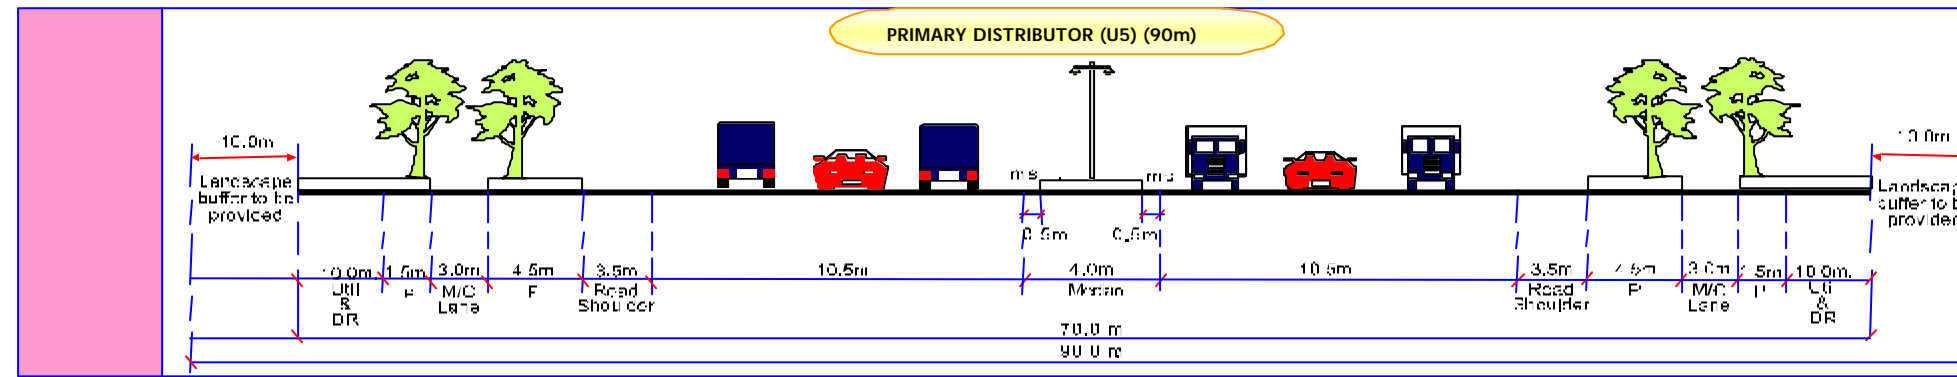 PRIMARY DISTRIBUTOR (U5) (90m)
10.0m
Landscape
buffer to be
provided
0.5m
0.5m
10.0m
1.5m
3.0m
4.5m
3.5m
10.5m
4.0m
10.5m
3.5m
4.5m
3.0m
10.0m
&
DR
M/C
Lane
Road
Shoulder
Median
Road
Shoulder
P
M/C
Lane
&
DR
70.0 m
90.0 m